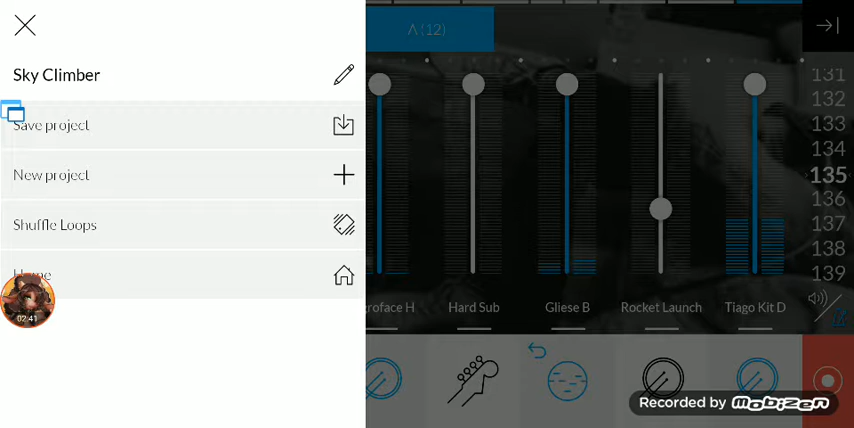 Sky Climber
Save project
New project
Shuffle Loops
Home
02:41
A (12)
131
132
133
134
135
136
137
138
139
Hard Sub
Gliese B
Rocket Launch
Tiago Kit D
Recorded by mobizen